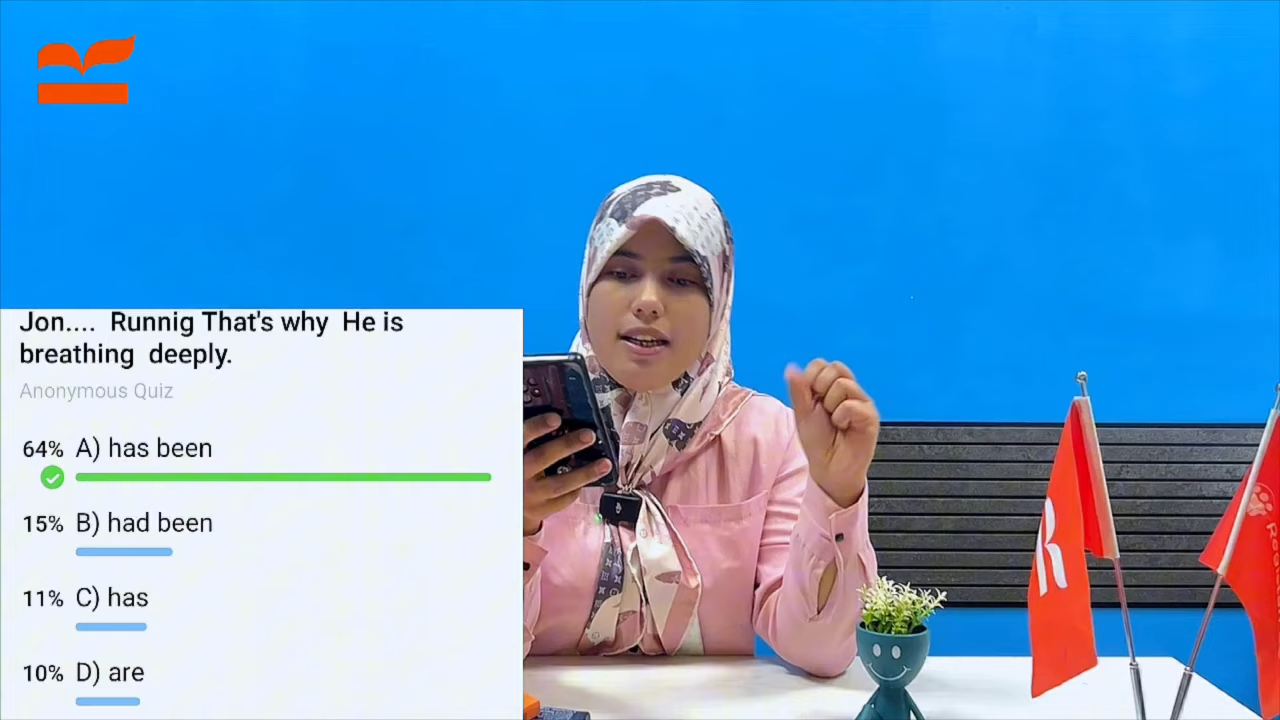 Jon.... Runnig That's why He is
breathing deeply.
Anonymous Quiz
64% A) has been
15% B) had been
11% C) has
10% D) are